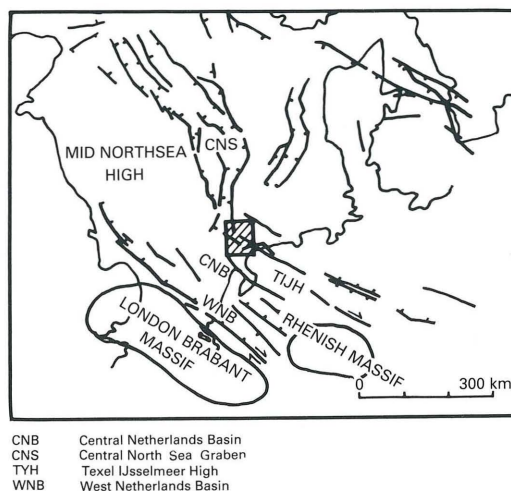 MID NORTHSEA
HIGH
CNS
CNB
TIJH
WNB
LONDON BRABANT
MASSIF
RHENISH MASSIF
0 300 km
CNB Central Netherlands Basin
CNS Central North Sea Graben
TYH Texel IJsselmeer High
WNB West Netherlands Basin